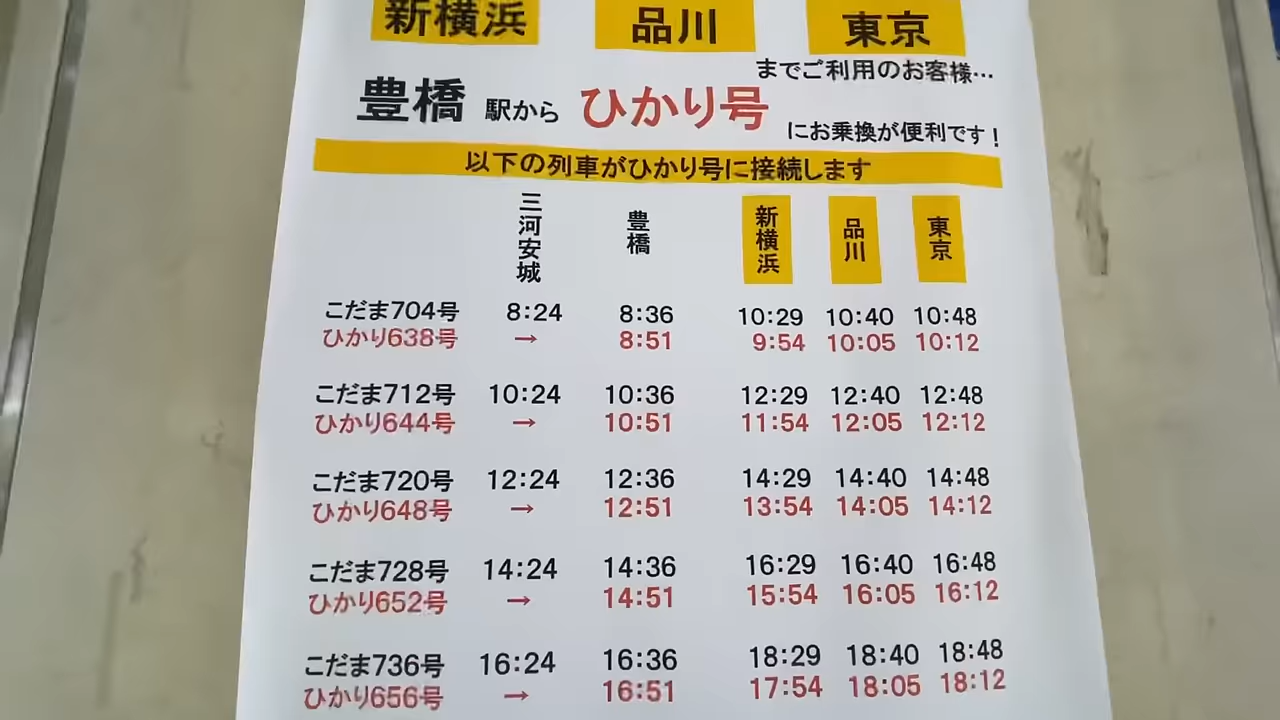 新横浜 品川 東京
までご利用のお客様…
豊橋 駅から ひかり号 にお乗換が便利です!
以下の列車がひかり号に接続します
三河安城 豊橋 新横浜 品川 東京
こだま704号 8:24 8:36 10:29 10:40 10:48
ひかり638号 → 8:51 9:54 10:05 10:12
こだま712号 10:24 10:36 12:29 12:40 12:48
ひかり644号 → 10:51 11:54 12:05 12:12
こだま720号 12:24 12:36 14:29 14:40 14:48
ひかり648号 → 12:51 13:54 14:05 14:12
こだま728号 14:24 14:36 16:29 16:40 16:48
ひかり652号 → 14:51 15:54 16:05 16:12
こだま736号 16:24 16:36 18:29 18:40 18:48
ひかり656号 → 16:51 17:54 18:05 18:12